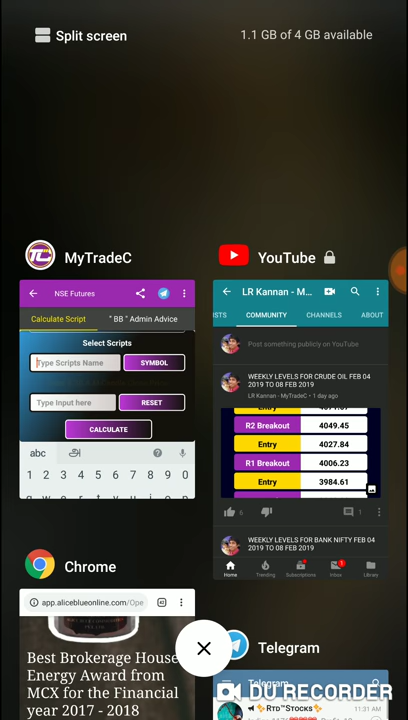 Split screen
1.1 GB of 4 GB available
MyTradeC
NSE Futures
Calculate Script
" BB " Admin Advice
Select Scripts
Type Scripts Name
SYMBOL
Type Input here
RESET
CALCULATE
abc
1 2 3 4 5 6 7 8 9 0
YouTube
LR Kannan - M...
ISTS
COMMUNITY
CHANNELS
ABOUT
Post something publicly on YouTube
WEEKLY LEVELS FOR CRUDE OIL FEB 04
2019 TO 08 FEB 2019
LR Kannan - MyTradeC • 1 day ago
Entry
R2 Breakout 4049.45
Entry 4027.84
R1 Breakout 4006.23
Entry 3984.61
6
1
WEEKLY LEVELS FOR BANK NIFTY FEB 04
2019 TO 08 FEB 2019
Home
Trending
Subscriptions
Inbox
Library
Chrome
app.aliceblueonline.com/Ope
Best Brokerage House
Energy Award from
MCX for the Financial
year 2017 - 2018
Telegram
Telegram
RTD™STOCKS
11:31 AM
DU RECORDER